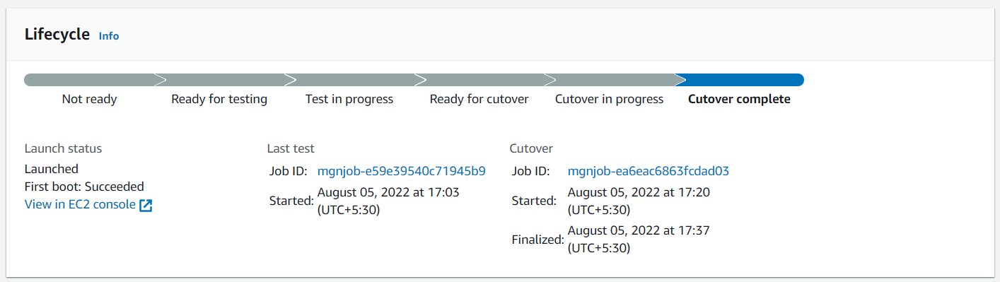 Lifecycle Info
Not ready
Ready for testing
Test in progress
Ready for cutover
Cutover in progress
Cutover complete
Launch status
Launched
First boot: Succeeded
View in EC2 console
Last test
Job ID: mgnjob-e59e39540c71945b9
Started: August 05, 2022 at 17:03
(UTC+5:30)
Cutover
Job ID: mgnjob-ea6eac6863fcdad03
Started: August 05, 2022 at 17:20
(UTC+5:30)
Finalized: August 05, 2022 at 17:37
(UTC+5:30)